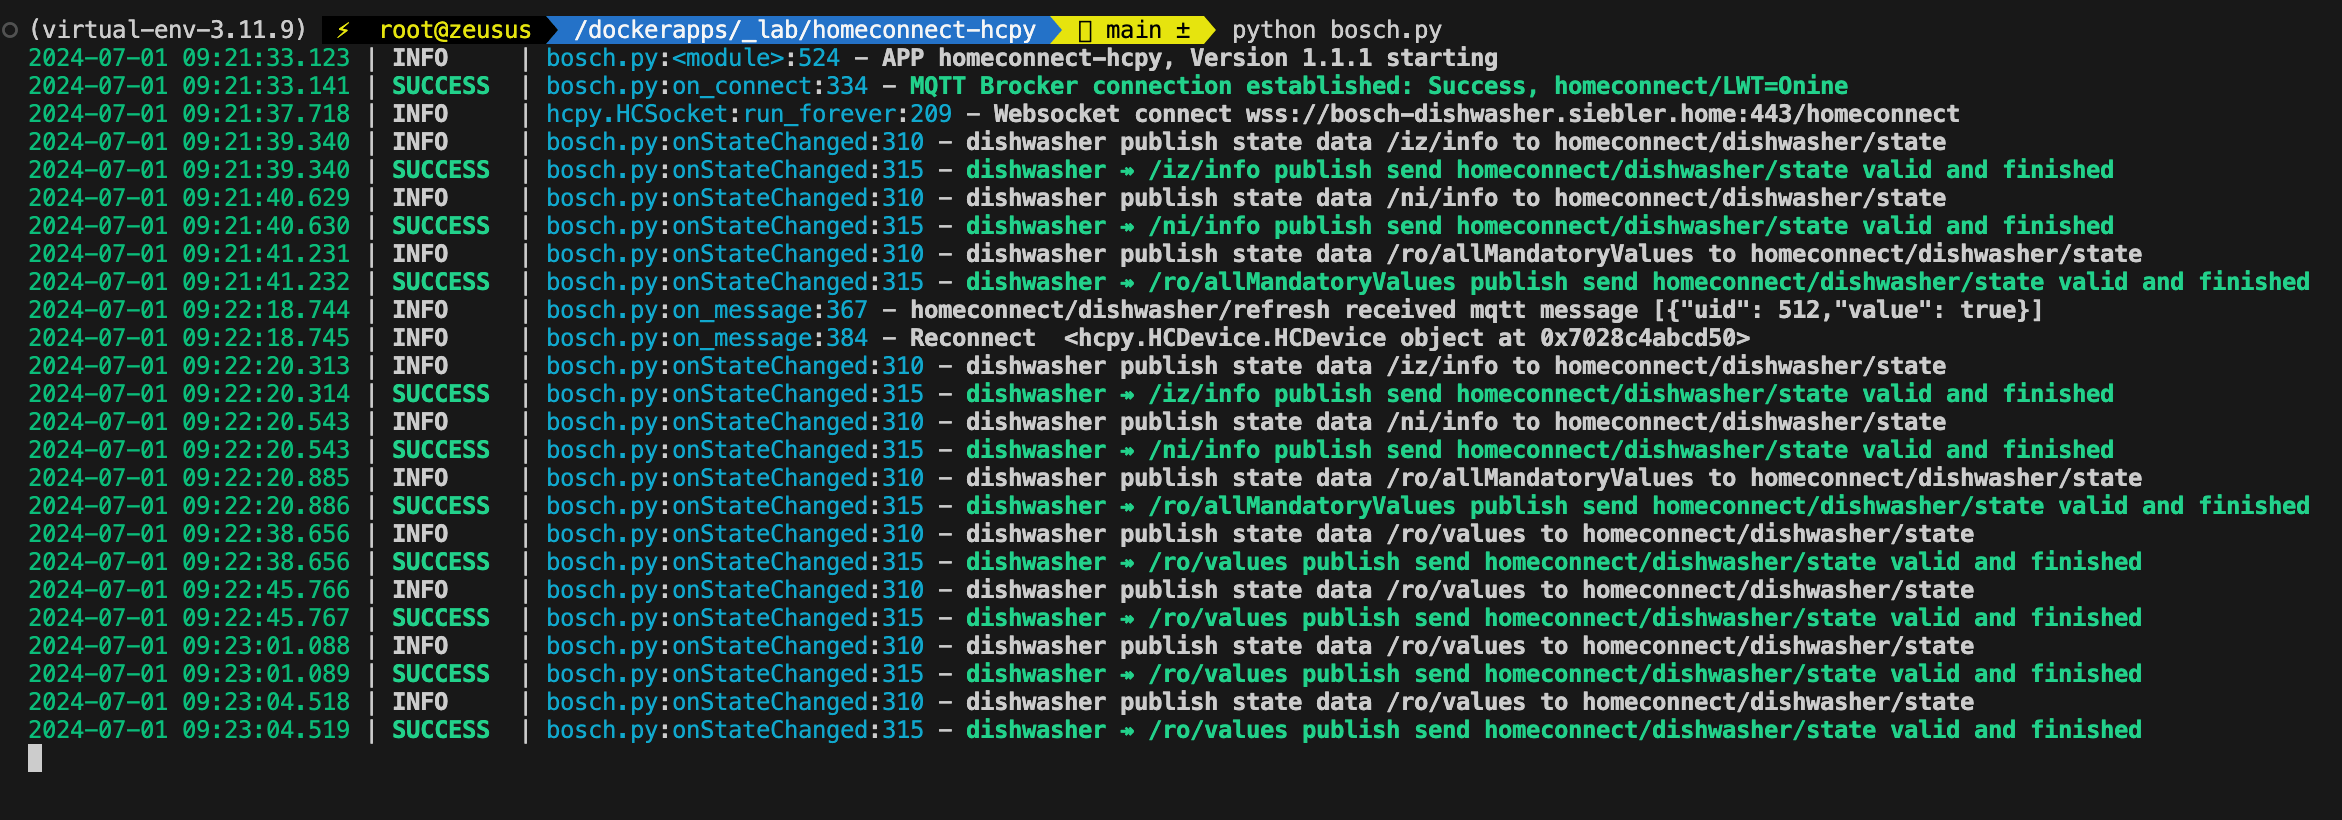 (virtual-env-3.11.9) ⚡ root@zeusus /dockerapps/_lab/homeconnect-hcpy main ± python bosch.py
2024-07-01 09:21:33.123 | INFO     | bosch.py:<module>:524 - APP homeconnect-hcpy, Version 1.1.1 starting
2024-07-01 09:21:33.141 | SUCCESS  | bosch.py:on_connect:334 - MQTT Brocker connection established: Success, homeconnect/LWT=Onine
2024-07-01 09:21:37.718 | INFO     | hcpy.HCSocket:run_forever:209 - Websocket connect wss://bosch-dishwasher.siebler.home:443/homeconnect
2024-07-01 09:21:39.340 | INFO     | bosch.py:onStateChanged:310 - dishwasher publish state data /iz/info to homeconnect/dishwasher/state
2024-07-01 09:21:39.340 | SUCCESS  | bosch.py:onStateChanged:315 - dishwasher ↠ /iz/info publish send homeconnect/dishwasher/state valid and finished
2024-07-01 09:21:40.629 | INFO     | bosch.py:onStateChanged:310 - dishwasher publish state data /ni/info to homeconnect/dishwasher/state
2024-07-01 09:21:40.630 | SUCCESS  | bosch.py:onStateChanged:315 - dishwasher ↠ /ni/info publish send homeconnect/dishwasher/state valid and finished
2024-07-01 09:21:41.231 | INFO     | bosch.py:onStateChanged:310 - dishwasher publish state data /ro/allMandatoryValues to homeconnect/dishwasher/state
2024-07-01 09:21:41.232 | SUCCESS  | bosch.py:onStateChanged:315 - dishwasher ↠ /ro/allMandatoryValues publish send homeconnect/dishwasher/state valid and finished
2024-07-01 09:22:18.744 | INFO     | bosch.py:on_message:367 - homeconnect/dishwasher/refresh received mqtt message [{"uid": 512,"value": true}]
2024-07-01 09:22:18.745 | INFO     | bosch.py:on_message:384 - Reconnect  <hcpy.HCDevice.HCDevice object at 0x7028c4abcd50>
2024-07-01 09:22:20.313 | INFO     | bosch.py:onStateChanged:310 - dishwasher publish state data /iz/info to homeconnect/dishwasher/state
2024-07-01 09:22:20.314 | SUCCESS  | bosch.py:onStateChanged:315 - dishwasher ↠ /iz/info publish send homeconnect/dishwasher/state valid and finished
2024-07-01 09:22:20.543 | INFO     | bosch.py:onStateChanged:310 - dishwasher publish state data /ni/info to homeconnect/dishwasher/state
2024-07-01 09:22:20.543 | SUCCESS  | bosch.py:onStateChanged:315 - dishwasher ↠ /ni/info publish send homeconnect/dishwasher/state valid and finished
2024-07-01 09:22:20.885 | INFO     | bosch.py:onStateChanged:310 - dishwasher publish state data /ro/allMandatoryValues to homeconnect/dishwasher/state
2024-07-01 09:22:20.886 | SUCCESS  | bosch.py:onStateChanged:315 - dishwasher ↠ /ro/allMandatoryValues publish send homeconnect/dishwasher/state valid and finished
2024-07-01 09:22:38.656 | INFO     | bosch.py:onStateChanged:310 - dishwasher publish state data /ro/values to homeconnect/dishwasher/state
2024-07-01 09:22:38.656 | SUCCESS  | bosch.py:onStateChanged:315 - dishwasher ↠ /ro/values publish send homeconnect/dishwasher/state valid and finished
2024-07-01 09:22:45.766 | INFO     | bosch.py:onStateChanged:310 - dishwasher publish state data /ro/values to homeconnect/dishwasher/state
2024-07-01 09:22:45.767 | SUCCESS  | bosch.py:onStateChanged:315 - dishwasher ↠ /ro/values publish send homeconnect/dishwasher/state valid and finished
2024-07-01 09:23:01.088 | INFO     | bosch.py:onStateChanged:310 - dishwasher publish state data /ro/values to homeconnect/dishwasher/state
2024-07-01 09:23:01.089 | SUCCESS  | bosch.py:onStateChanged:315 - dishwasher ↠ /ro/values publish send homeconnect/dishwasher/state valid and finished
2024-07-01 09:23:04.518 | INFO     | bosch.py:onStateChanged:310 - dishwasher publish state data /ro/values to homeconnect/dishwasher/state
2024-07-01 09:23:04.519 | SUCCESS  | bosch.py:onStateChanged:315 - dishwasher ↠ /ro/values publish send homeconnect/dishwasher/state valid and finished